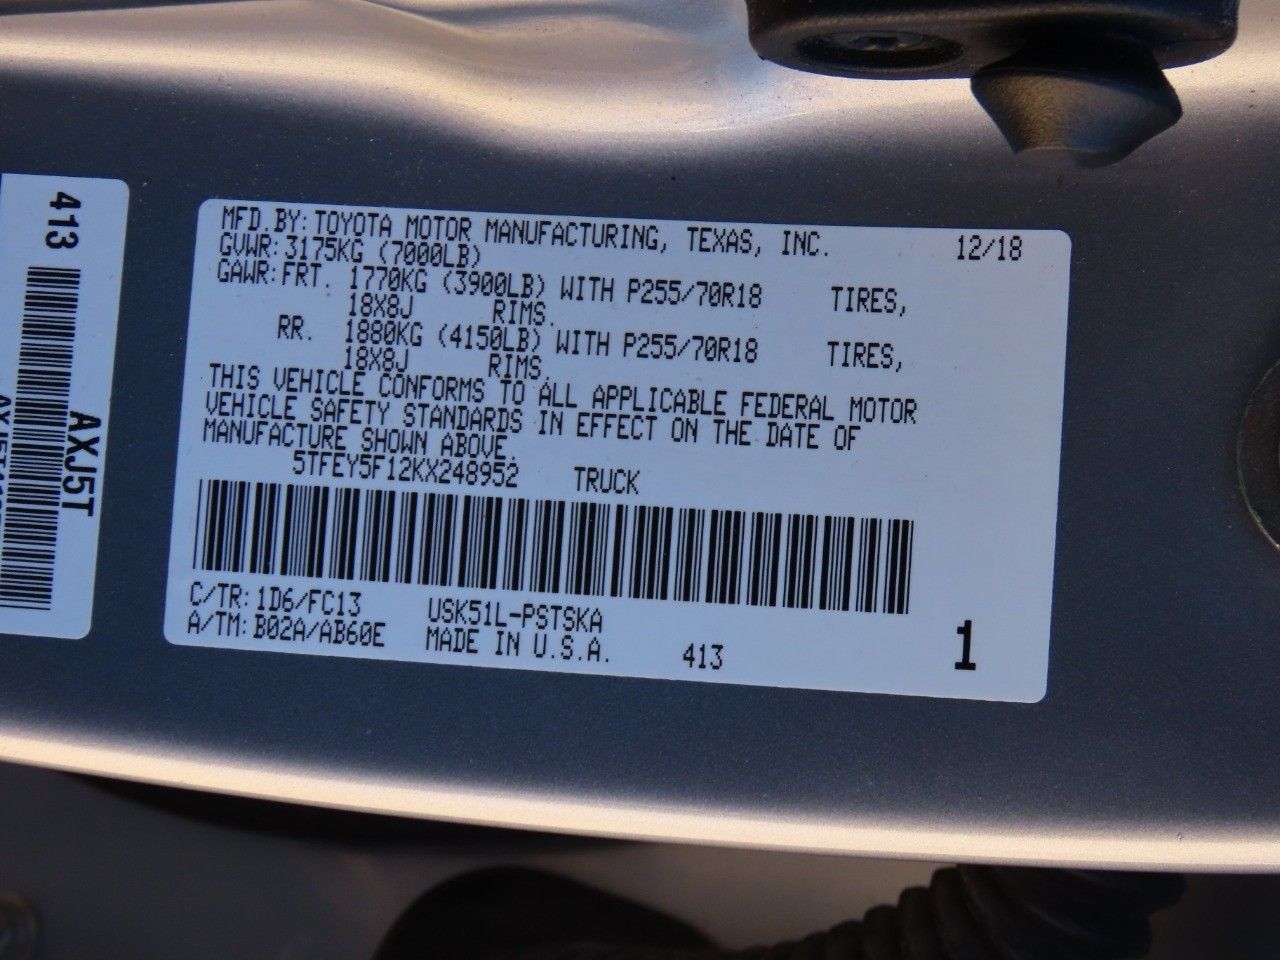 413
AXJ5T
MFD.BY:TOYOTA MOTOR MANUFACTURING, TEXAS, INC. 12/18
GVWR:3175KG (7000LB)
GAWR:FRT. 1770KG (3900LB) WITH P255/70R18 TIRES,
18X8J RIMS.
RR. 1880KG (4150LB) WITH P255/70R18 TIRES,
18X8J RIMS.
THIS VEHICLE CONFORMS TO ALL APPLICABLE FEDERAL MOTOR
VEHICLE SAFETY STANDARDS IN EFFECT ON THE DATE OF
MANUFACTURE SHOWN ABOVE.
5TFEY5F12KX248952 TRUCK
C/TR:1D6/FC13 USK51L-PSTSKA
A/TM:B02A/AB60E MADE IN U.S.A. 413 1